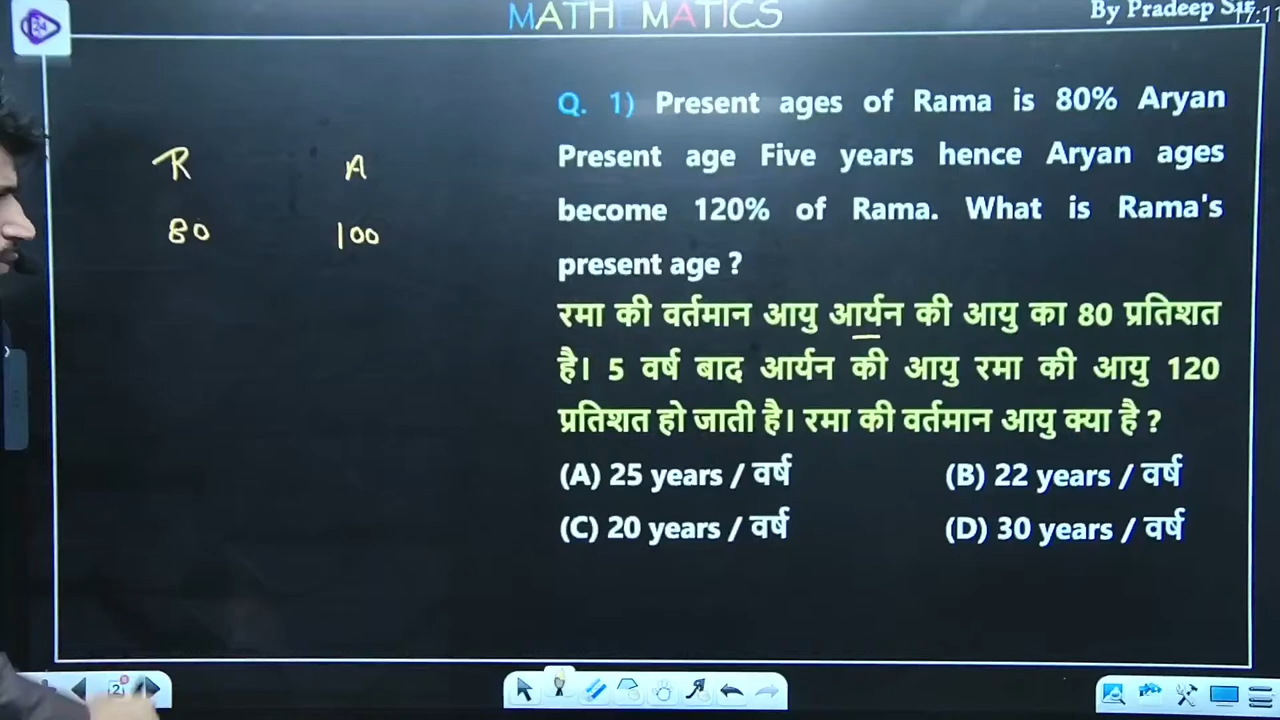 MATHEMATICS
By Pradeep Sir
17:11
R A
80 100
Q. 1) Present ages of Rama is 80% Aryan
Present age Five years hence Aryan ages
become 120% of Rama. What is Rama's
present age ?
रमा की वर्तमान आयु आर्यन की आयु का 80 प्रतिशत
है। 5 वर्ष बाद आर्यन की आयु रमा की आयु 120
प्रतिशत हो जाती है। रमा की वर्तमान आयु क्या है ?
(A) 25 years / वर्ष (B) 22 years / वर्ष
(C) 20 years / वर्ष (D) 30 years / वर्ष
2